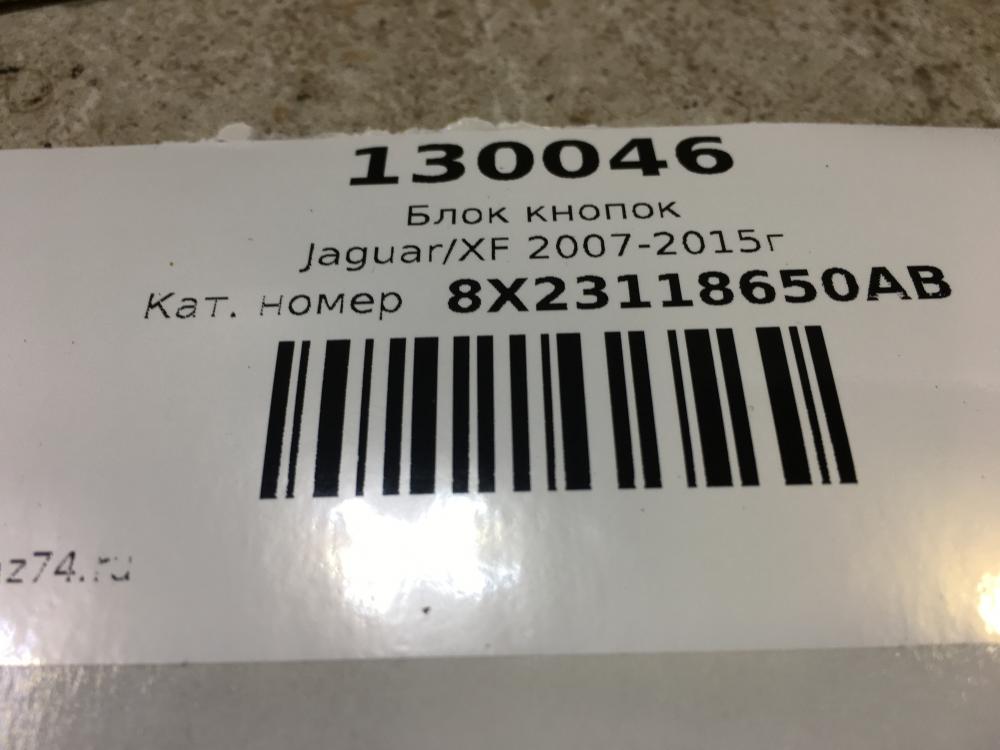 130046
Блок кнопок
Jaguar/XF 2007-2015г
Кат. номер 8X23118650AB
z74.ru